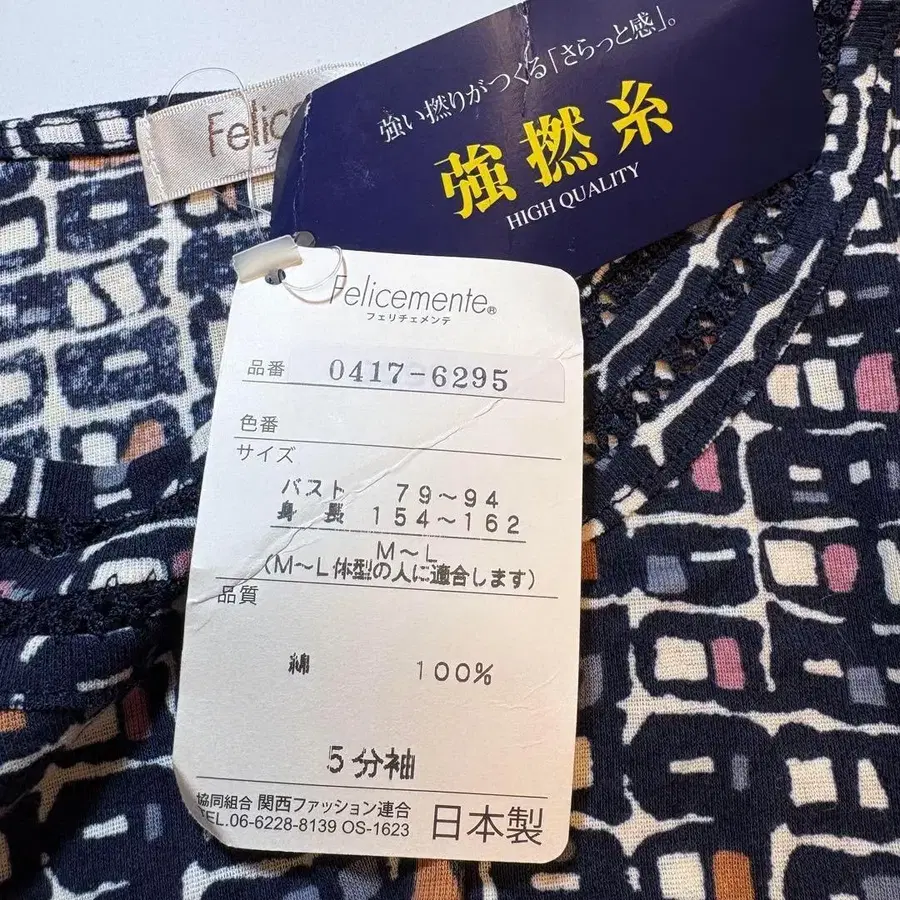 強い撚りがつくる「さらっと感」。
強撚糸
HIGH QUALITY
Felice
Felicemente®
フェリチェメンテ
品番 0417-6295
色番
サイズ
バスト 79～94
身長 154～162
M～L
(M～L体型の人に適合します)
品質
綿 100%
5分袖
協同組合 関西ファッション連合
TEL.06-6228-8139 OS-1623
日本製